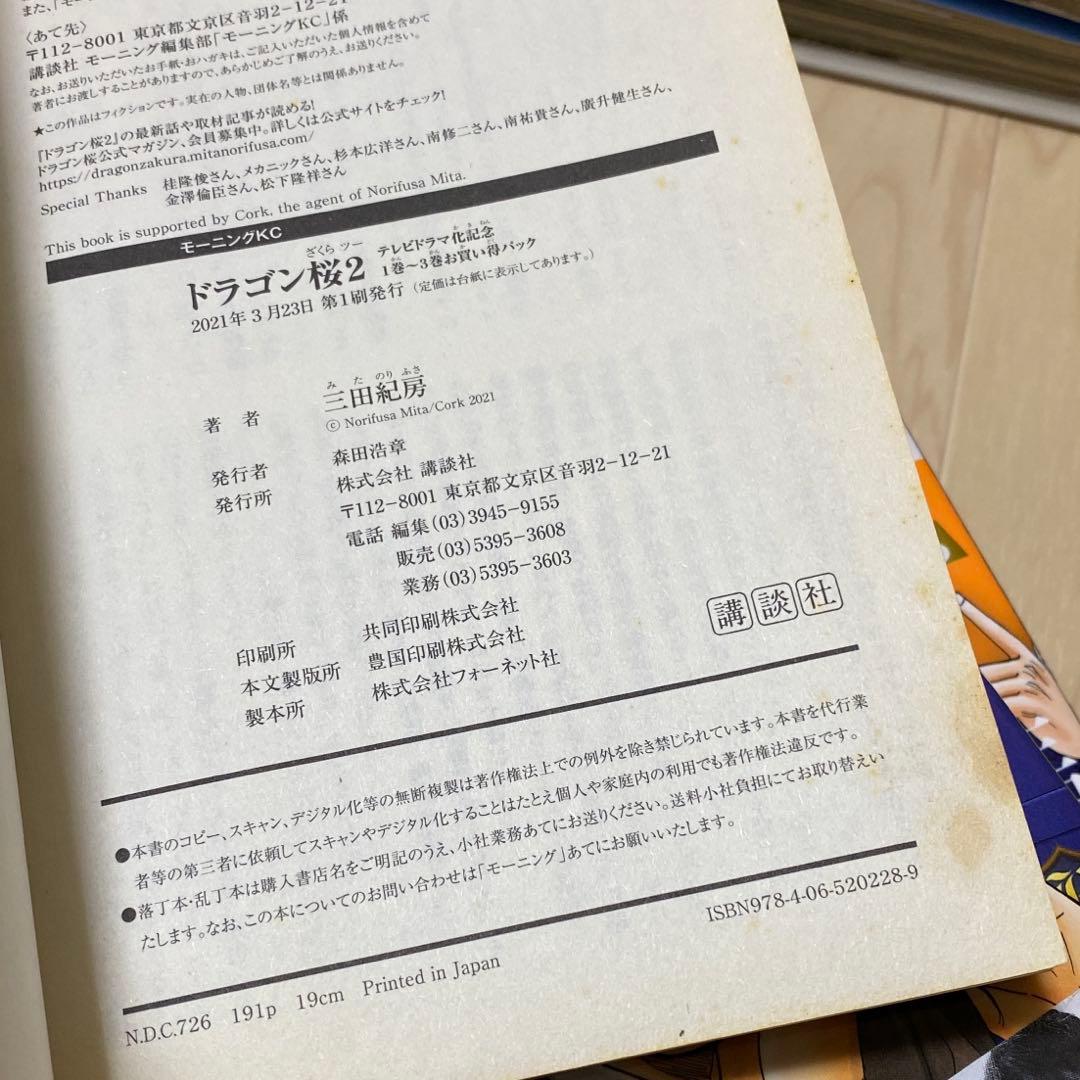 また、「モー
〈あて先〉
〒112-8001 東京都文京区音羽2-12-21
講談社 モーニング編集部「モーニングKC」係
なお、お送りいただいたお手紙・おハガキは、ご記入いただいた個人情報を含めて
著者にお渡しすることがありますので、あらかじめご了解のうえ、お送りください。
★この作品はフィクションです。実在の人物、団体名等とは関係ありません。
『ドラゴン桜2』の最新話や取材記事が読める!
ドラゴン桜公式マガジン、会員募集中。詳しくは公式サイトをチェック!
https://dragonzakura.mitanorifusa.com/
Special Thanks 桂隆俊さん、メカニックさん、杉本広洋さん、南修二さん、南祐貴さん、廣升健生さん、
金澤倫臣さん、松下隆祥さん
This book is supported by Cork, the agent of Norifusa Mita.
モーニングKC
ざくら ツー
ドラゴン桜2
か き ねん
テレビドラマ化記念
かん かん か どく
1巻〜3巻お買い得パック
2021年3月23日 第1刷発行 (定価は台紙に表示してあります。)
み た のり ふさ
著 者 三田紀房
© Norifusa Mita/Cork 2021
発行者 森田浩章
発行所 株式会社 講談社
〒112-8001 東京都文京区音羽2-12-21
電話 編集(03)3945-9155
販売(03)5395-3608
業務(03)5395-3603
講談社
印刷所 共同印刷株式会社
本文製版所 豊国印刷株式会社
製本所 株式会社フォーネット社
●本書のコピー、スキャン、デジタル化等の無断複製は著作権法上での例外を除き禁じられています。本書を代行業
者等の第三者に依頼してスキャンやデジタル化することはたとえ個人や家庭内の利用でも著作権法違反です。
●落丁本・乱丁本は購入書店名をご明記のうえ、小社業務あてにお送りください。送料小社負担にてお取り替えい
たします。なお、この本についてのお問い合わせは「モーニング」あてにお願いいたします。
ISBN978-4-06-520228-9
N.D.C.726 191p 19cm Printed in Japan